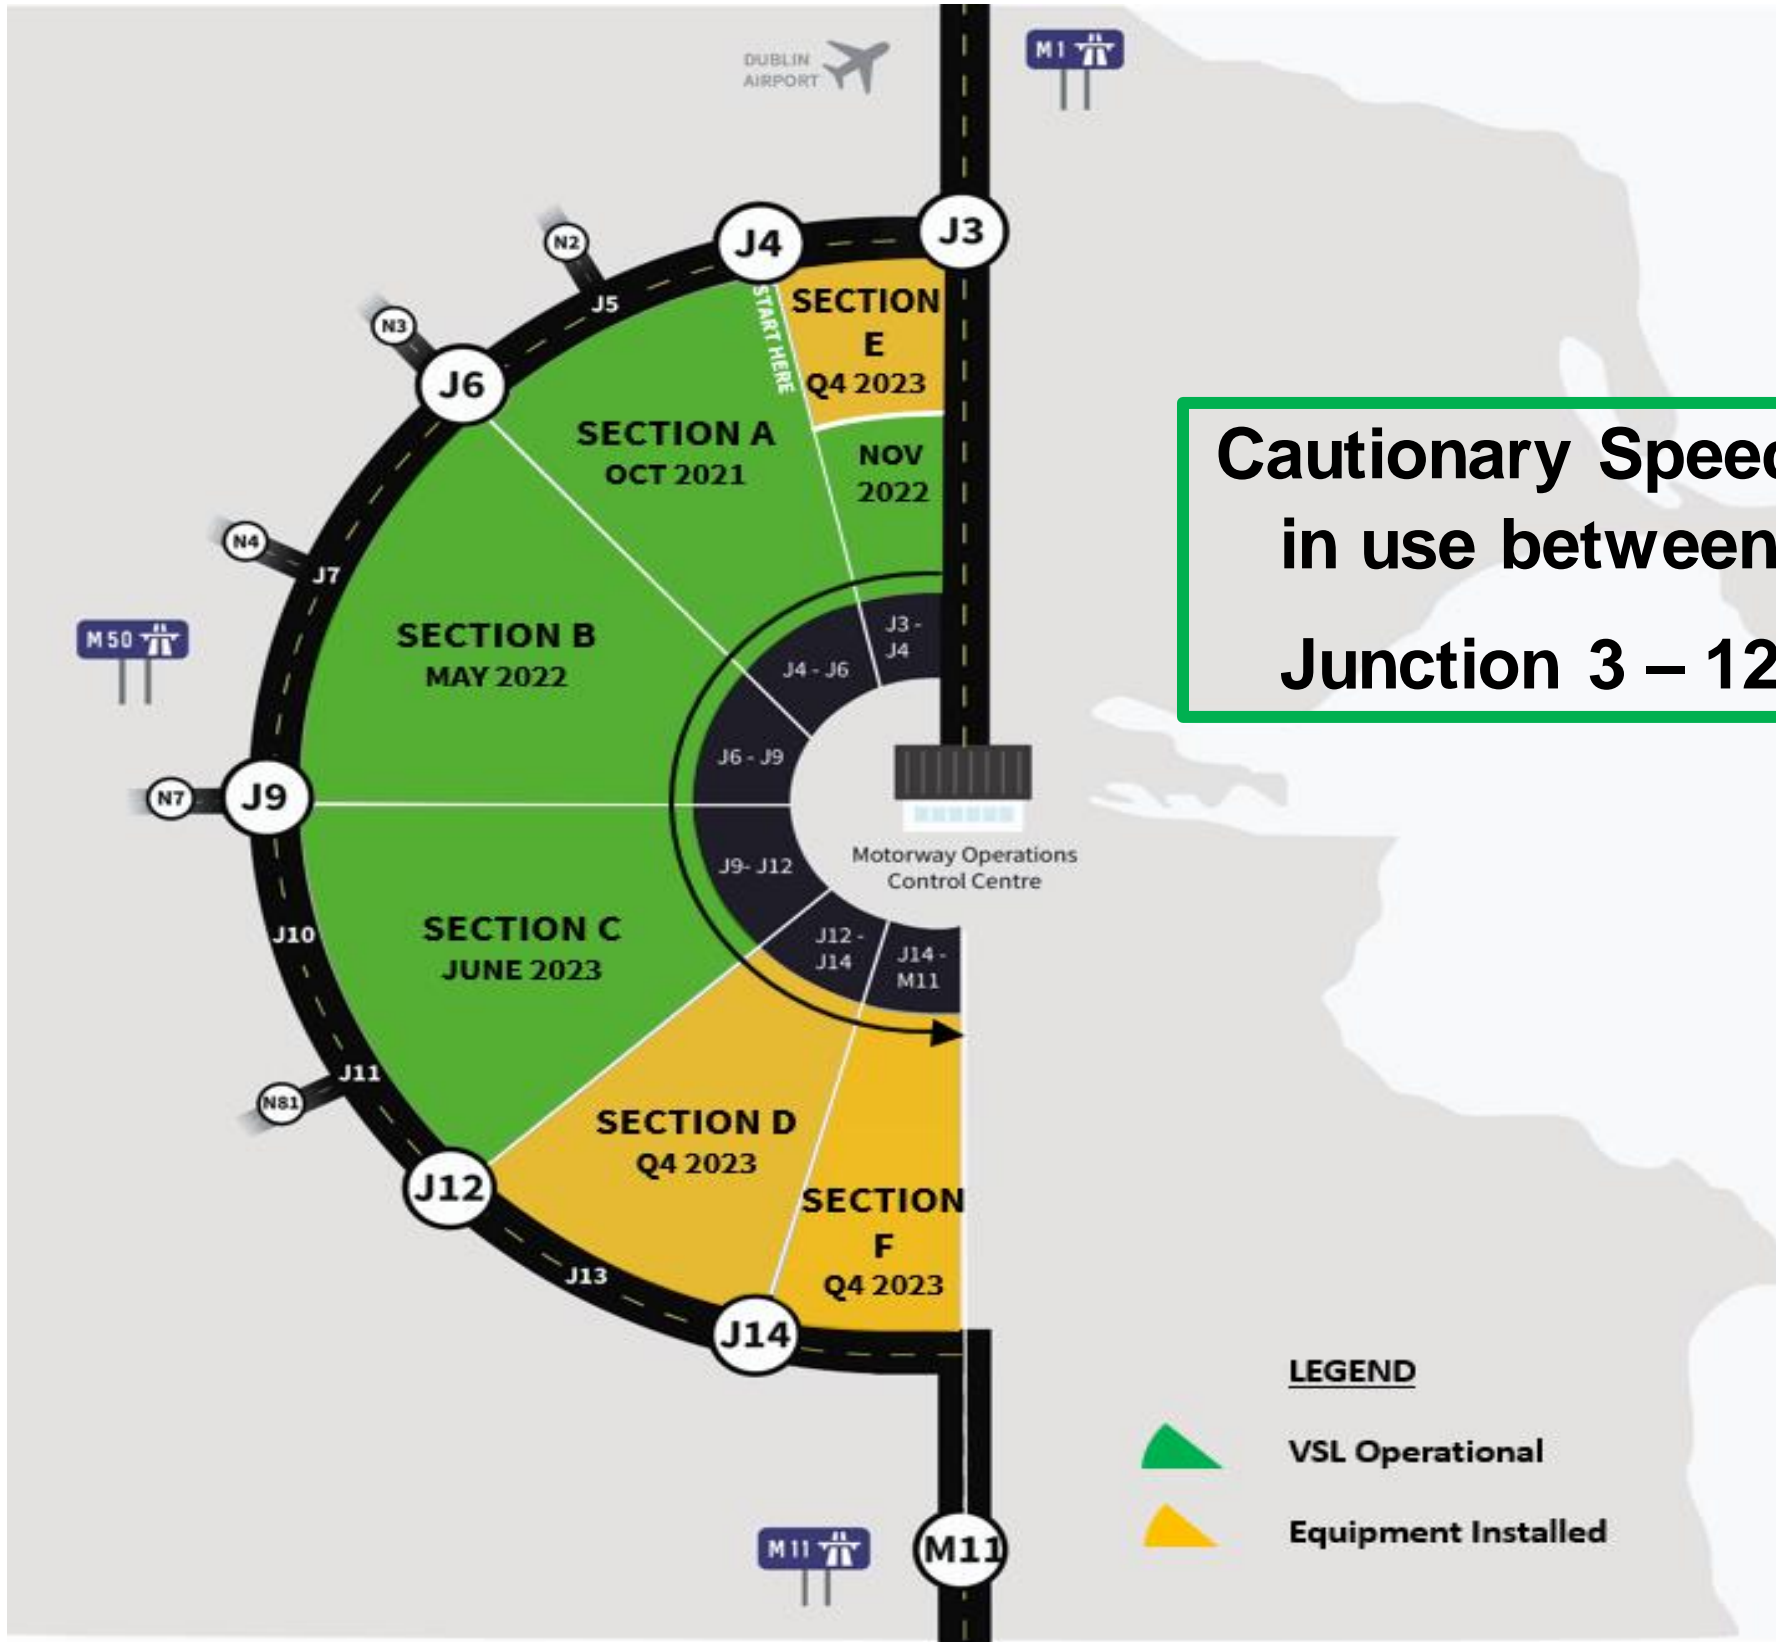 DUBLIN
AIRPORT
M1
J3
J4
N2
J5
N3
J6
START HERE
SECTION
E
Q4 2023
SECTION A
OCT 2021
NOV
2022
Cautionary Speed
in use between
Junction 3 – 12
N4
J7
M50
SECTION B
MAY 2022
J3 -
J4
J4 - J6
J6 - J9
N7
J9
J9- J12
Motorway Operations
Control Centre
J10
SECTION C
JUNE 2023
J12 -
J14
J14 -
M11
J11
N81
J12
SECTION D
Q4 2023
SECTION
F
Q4 2023
J13
J14
LEGEND
VSL Operational
Equipment Installed
M11
M11